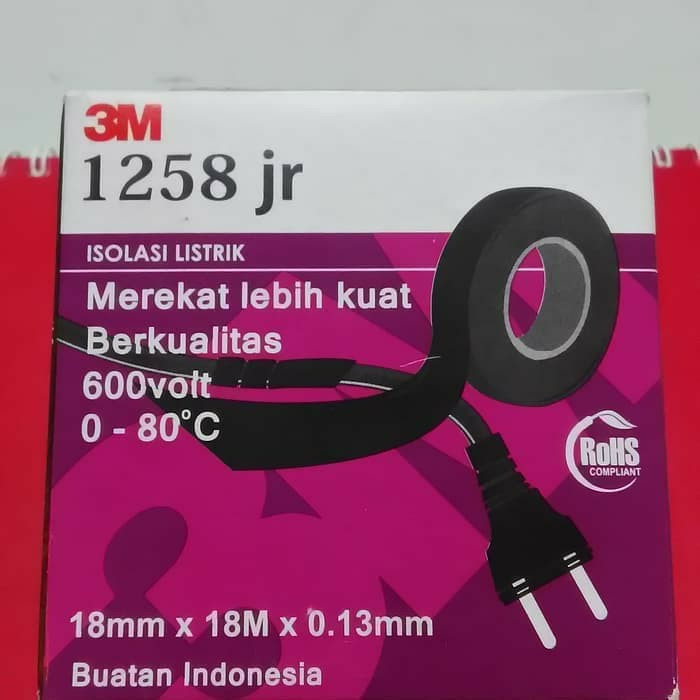 3M
1258 jr
ISOLASI LISTRIK
Merekat lebih kuat
Berkualitas
600volt
0 - 80°C
RoHS
COMPLIANT
18mm x 18M x 0.13mm
Buatan Indonesia